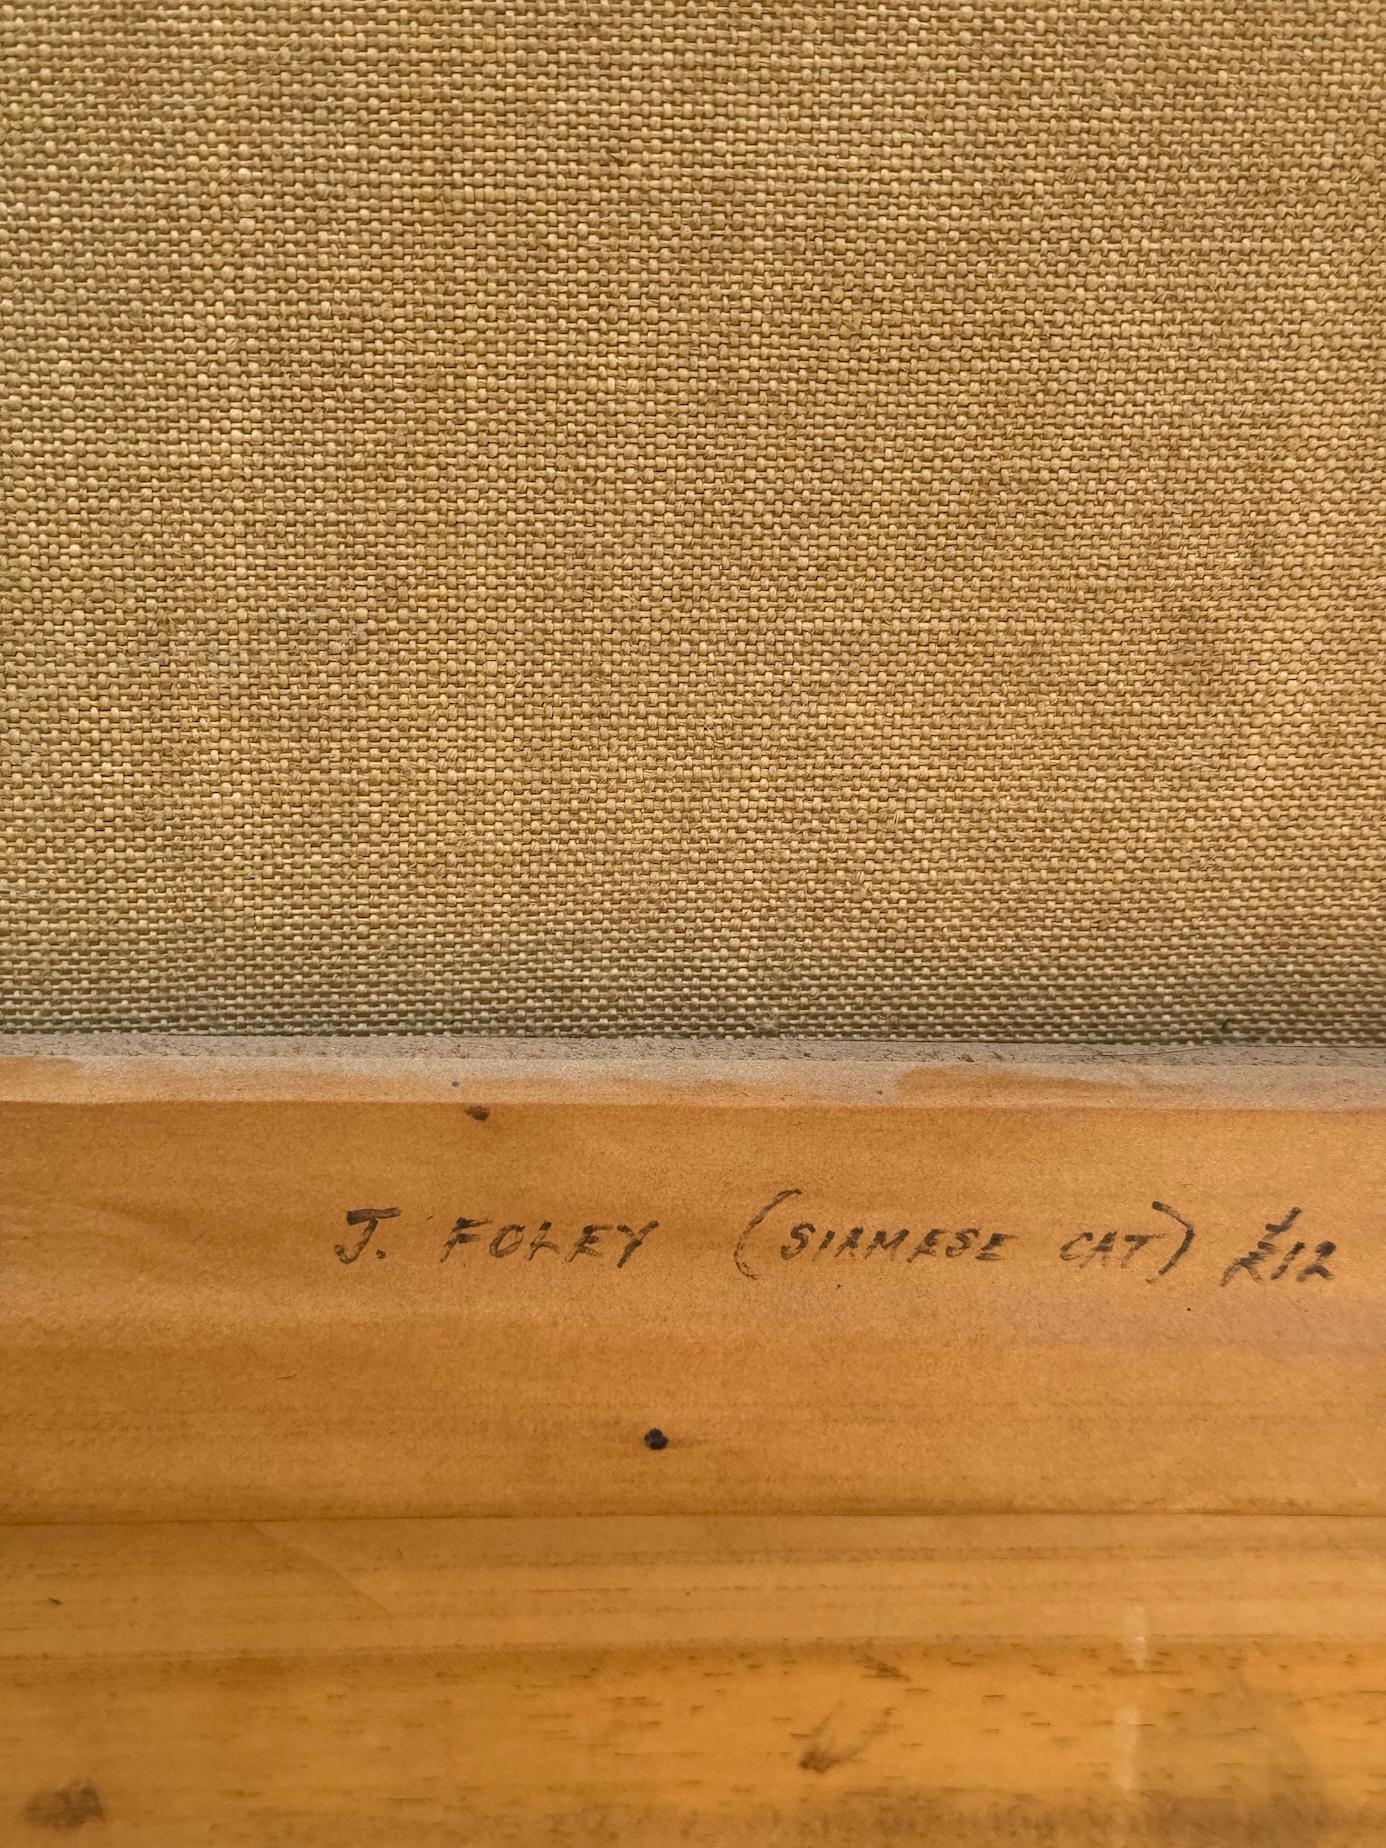 J. FOLEY (SIAMESE CAT) £12